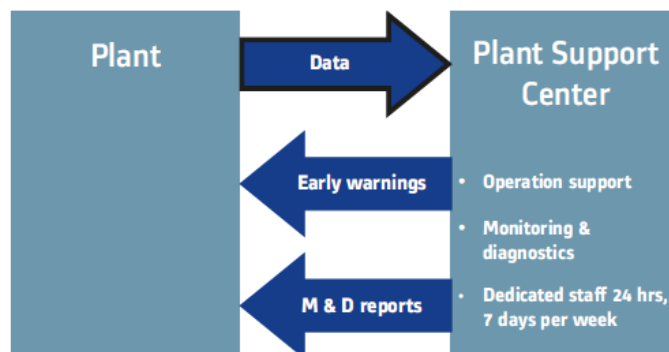 Plant
Data
Plant Support
Center
Early warnings
• Operation support
• Monitoring &
diagnostics
M & D reports
• Dedicated staff 24 hrs,
7 days per week